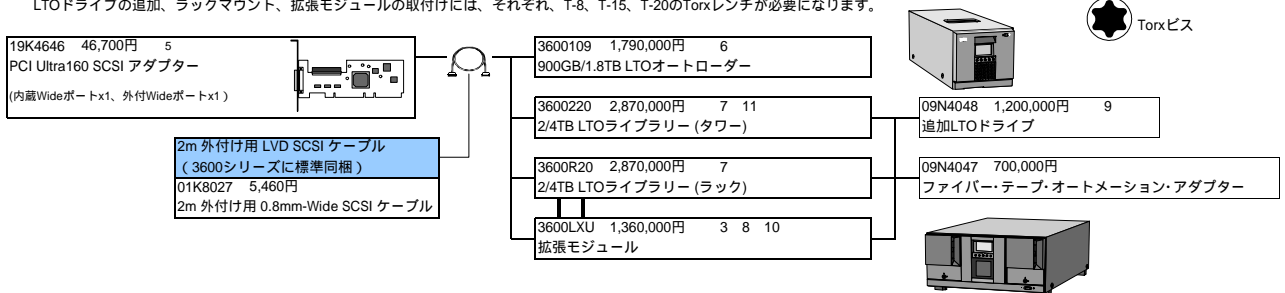 LTOドライブの追加、ラックマウント、拡張モジュールの取付けには、それぞれ、T-8、T-15、T-20のTorxレンチが必要になります。
Torxビス
19K4646 46,700円 5
PCI Ultra160 SCSI アダプター
(内蔵Wideポートx1、外付Wideポートx1)
2m 外付け用 LVD SCSI ケーブル
(3600シリーズに標準同梱)
01K8027 5,460円
2m 外付け用 0.8mm-Wide SCSI ケーブル
3600109 1,790,000円 6
900GB/1.8TB LTOオートローダー
3600220 2,870,000円 7 11
2/4TB LTOライブラリー (タワー)
3600R20 2,870,000円 7
2/4TB LTOライブラリー (ラック)
3600LXU 1,360,000円 3 8 10
拡張モジュール
09N4048 1,200,000円 9
追加LTOドライブ
09N4047 700,000円
ファイバー・テープ・オートメーション・アダプター